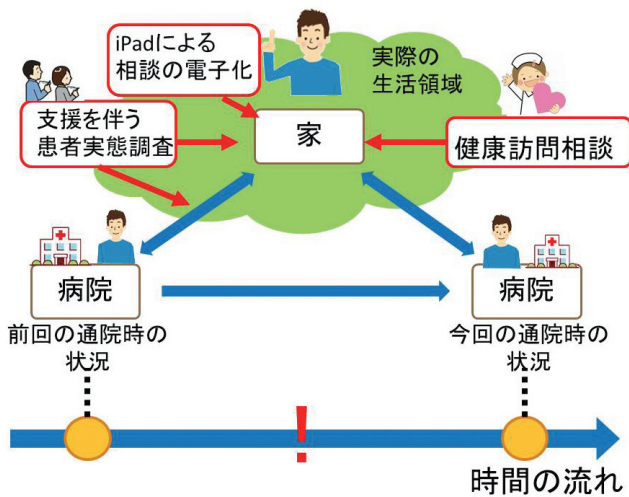 iPadによる
相談の電子化
実際の
生活領域
支援を伴う
患者実態調査
家
健康訪問相談
病院
病院
前回の通院時の
状況
今回の通院時の
状況
!
時間の流れ